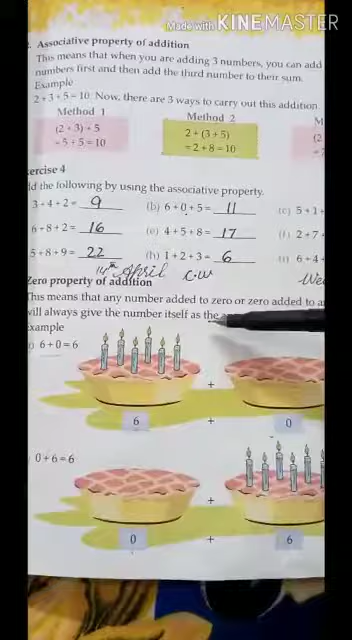 Made with KINEMASTER
Associative property of addition
This means that when you are adding 3 numbers, you can add
numbers first and then add the third number to their sum.
Example
2 + 3 + 5 = 10. Now, there are 3 ways to carry out this addition
Method 1 Method 2 M
(2 + 3) + 5 2 + (3 + 5) (2
= 5 + 5 = 10 = 2 + 8 = 10
ercise 4
dd the following by using the associative property.
3 + 4 + 2 = 9 (b) 6 + 0 + 5 = 11 (c) 5 + 1 +
6 + 8 + 2 = 16 (e) 4 + 5 + 8 = 17 (f) 2 + 7
5 + 8 + 9 = 22 (h) 1 + 2 + 3 = 6 (i) 6 + 4
14th April C.W We
Zero property of addition
This means that any number added to zero or zero added to a
will always give the number itself as the
Example
6 + 0 = 6
+
6 + 0
0 + 6 = 6
+
0 + 6